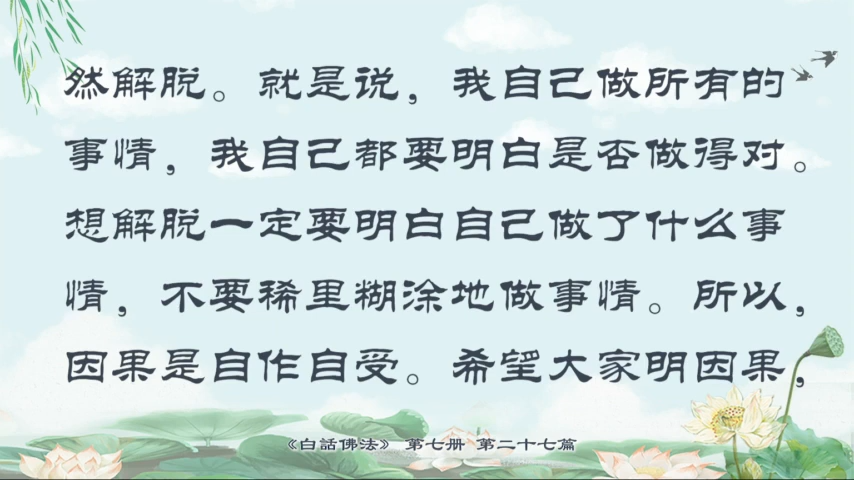 然解脱。就是说，我自己做所有的
事情，我自己都要明白是否做得对。
想解脱一定要明白自己做了什么事
情，不要稀里糊涂地做事情。所以，
因果是自作自受。希望大家明因果，
《白話佛法》 第七册 第二十七篇